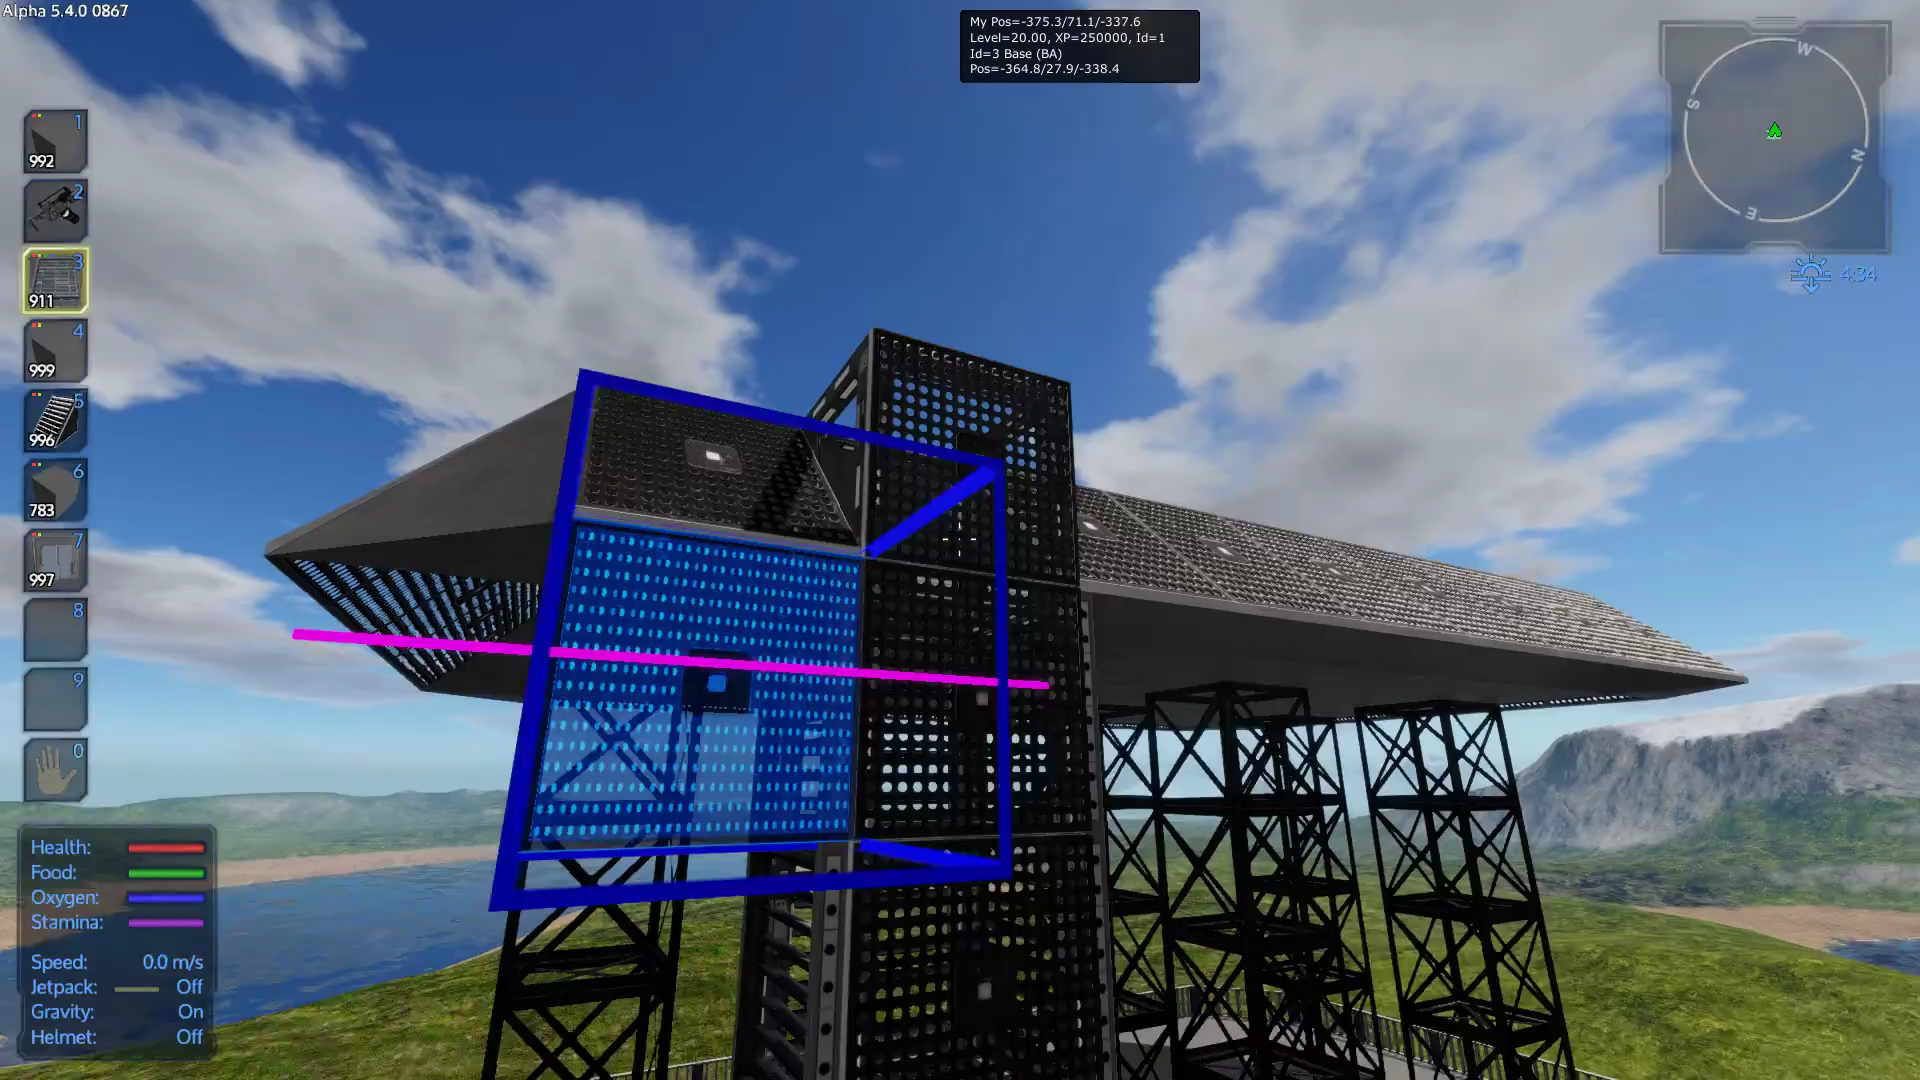 Alpha 5.4.0 0867
My Pos=-375.3/71.1/-337.6
Level=20.00, XP=250000, Id=1
Id=3 Base (BA)
Pos=-364.8/27.9/-338.4
W
S
N
E
4:34
1
992
2
3
911
4
999
5
996
6
783
7
997
8
9
0
Health:
Food:
Oxygen:
Stamina:
Speed: 0.0 m/s
Jetpack: Off
Gravity: On
Helmet: Off